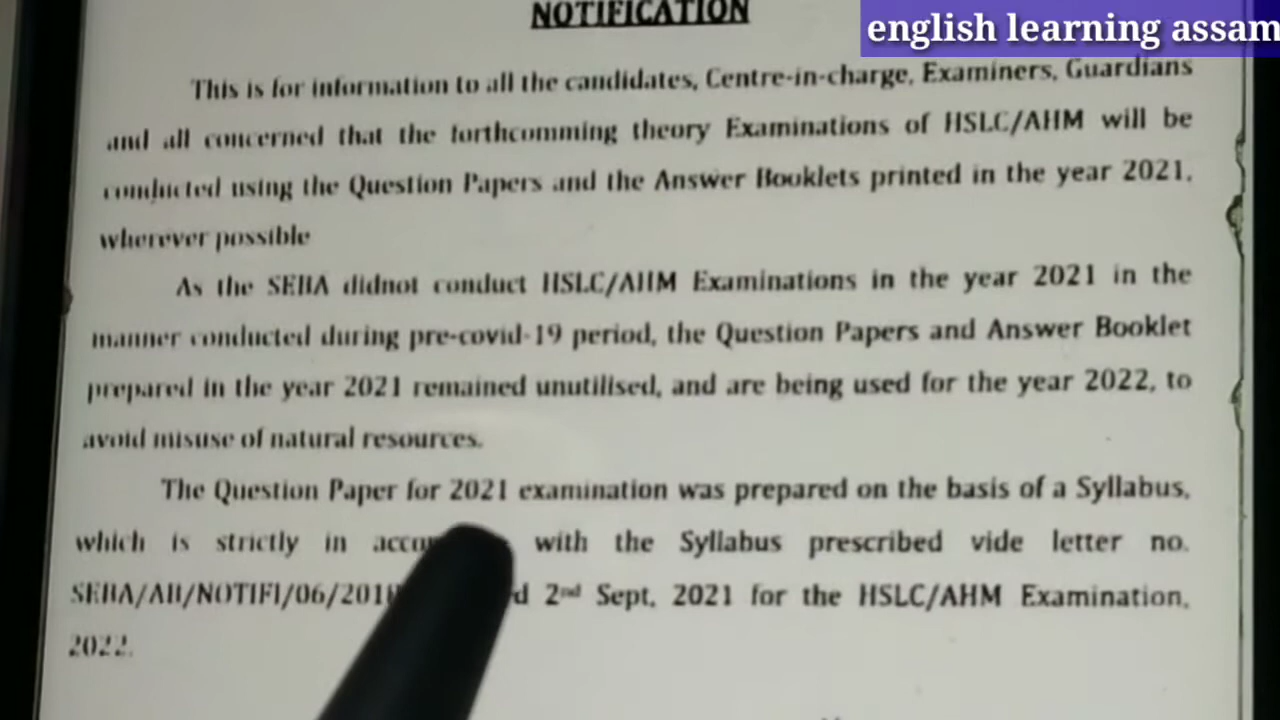 NOTIFICATION
english learning assam
This is for information to all the candidates, Centre-in-charge, Examiners, Guardians
and all concerned that the forthcomming theory Examinations of HSLC/AHM will be
conducted using the Question Papers and the Answer Booklets printed in the year 2021,
wherever possible
As the SEBA didnot conduct HSLC/AHM Examinations in the year 2021 in the
manner conducted during pre-covid-19 period, the Question Papers and Answer Booklet
prepared in the year 2021 remained unutilised, and are being used for the year 2022, to
avoid misuse of natural resources.
The Question Paper for 2021 examination was prepared on the basis of a Syllabus,
which is strictly in with the Syllabus prescribed vide letter no.
SEBA/AB/NOTIFI/06/201 2nd Sept, 2021 for the HSLC/AHM Examination,
2022.